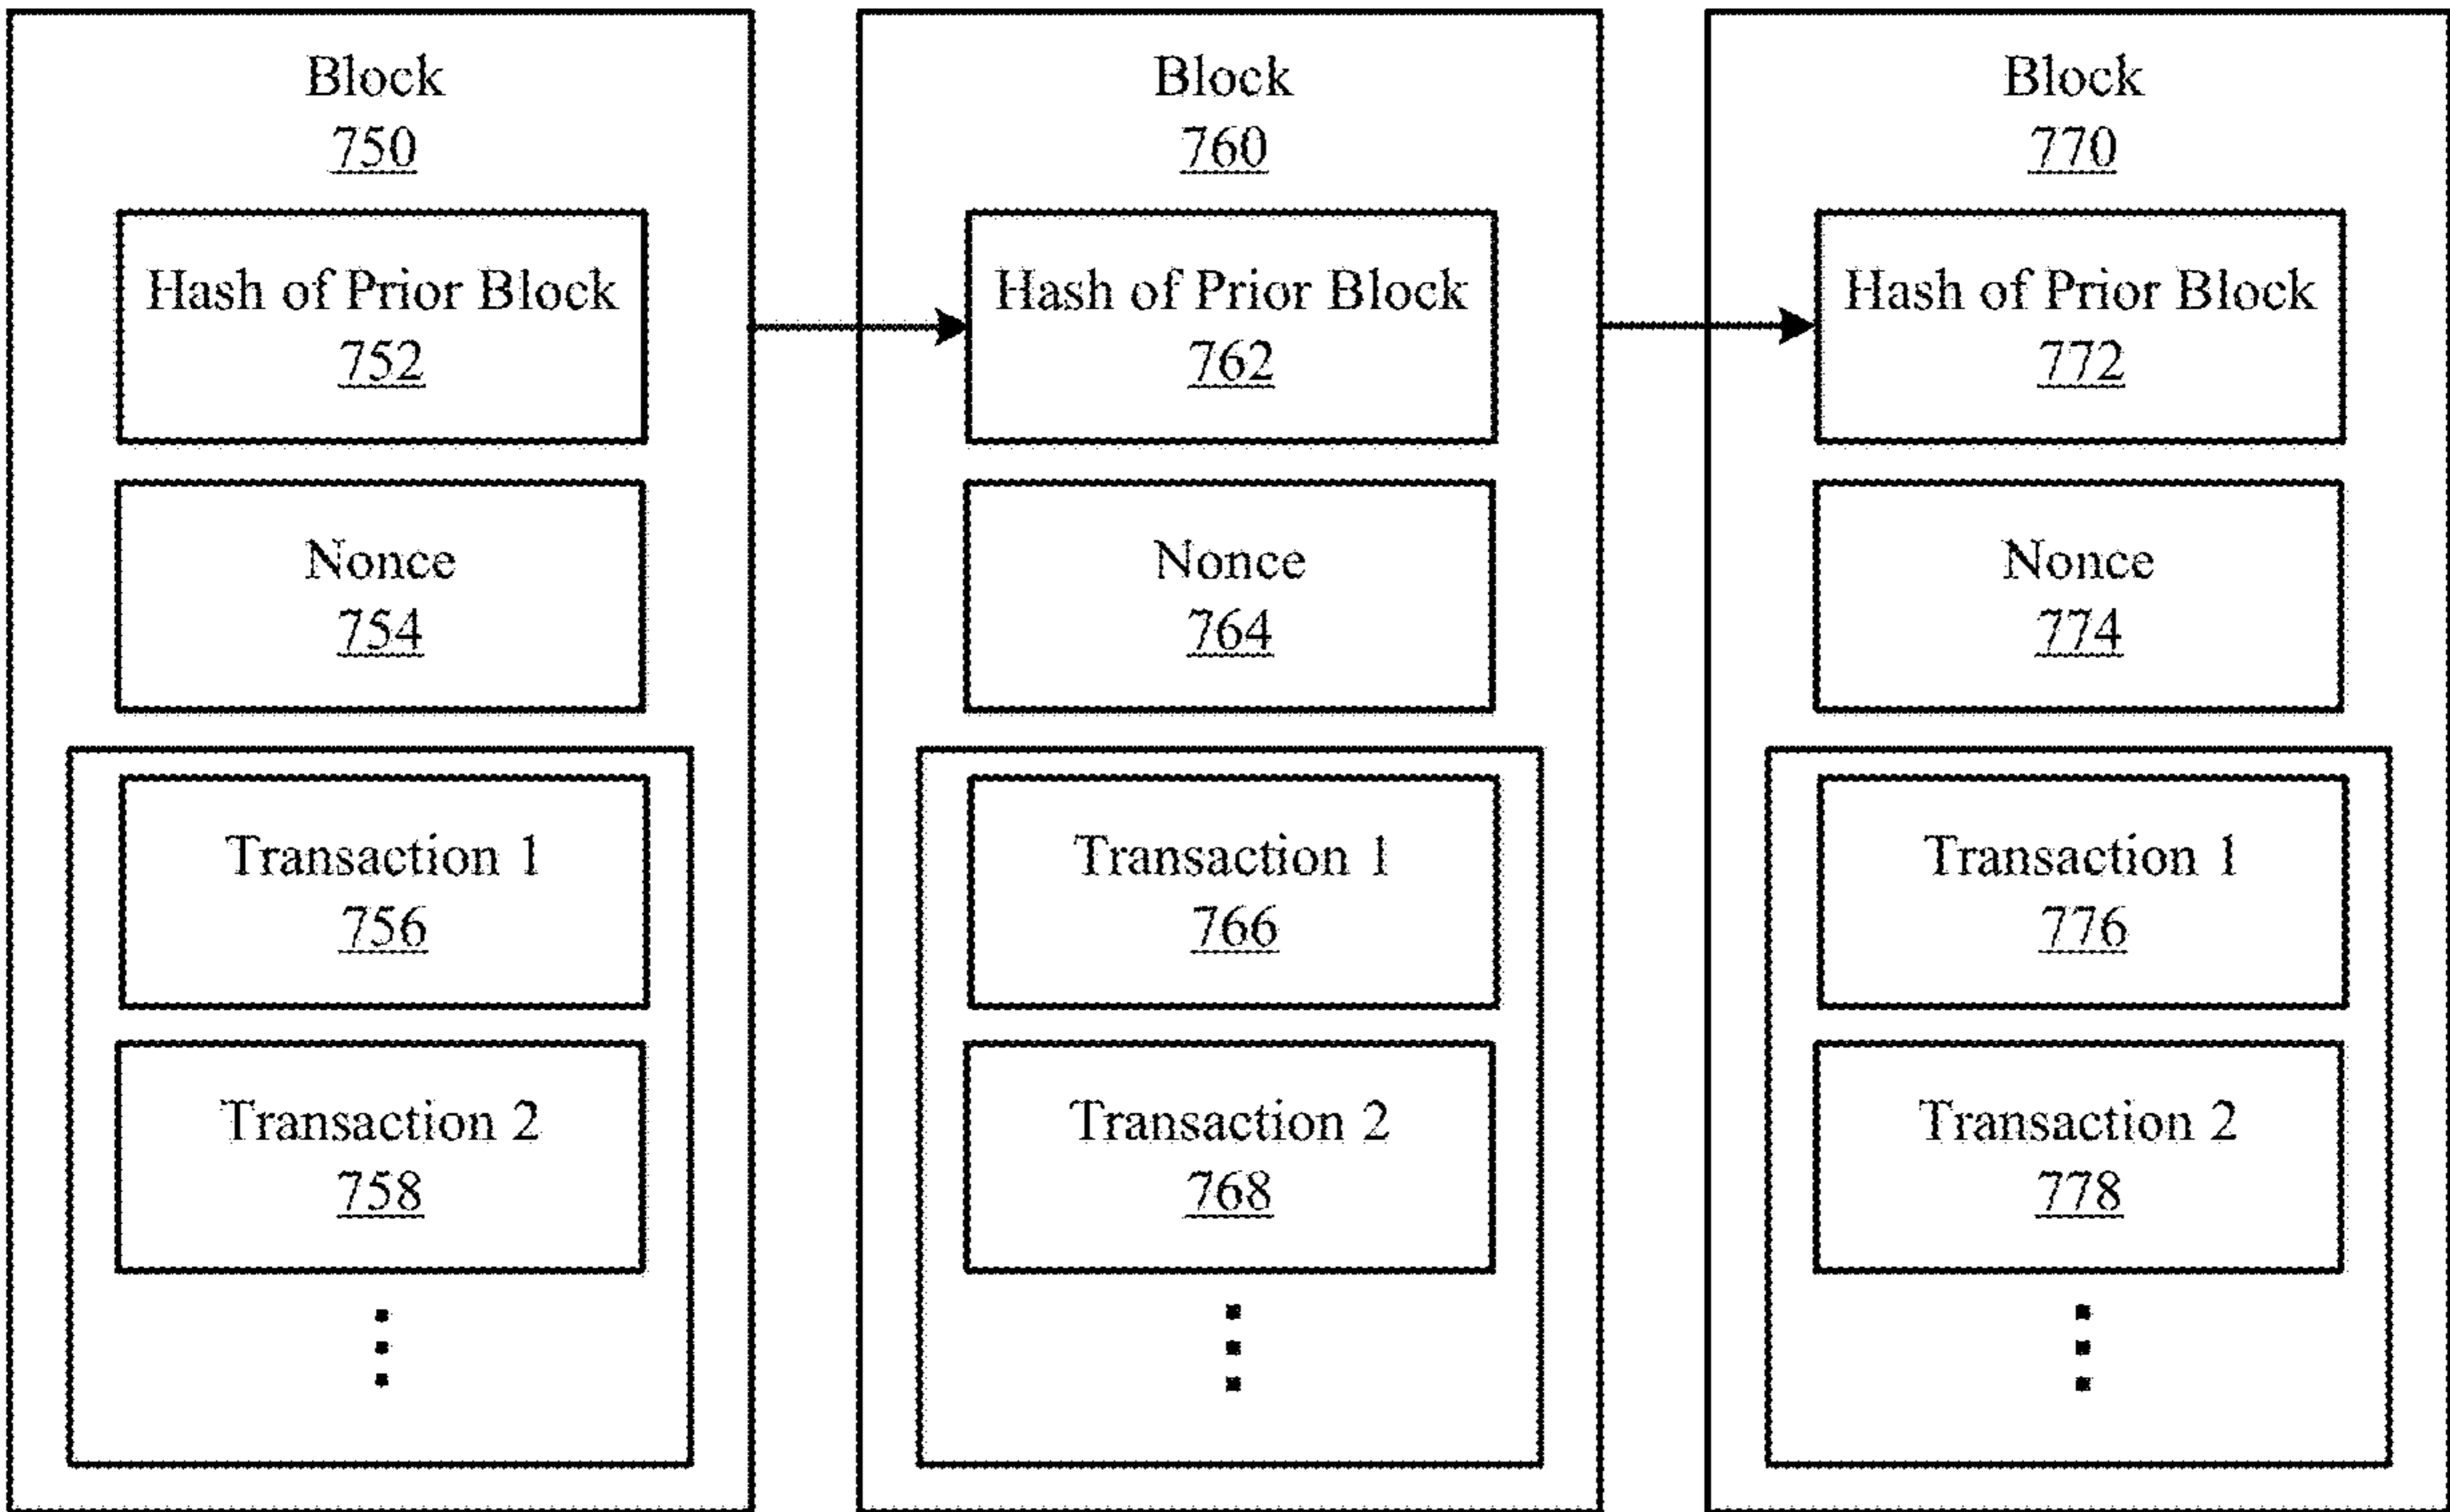 Block
750
Hash of Prior Block
752
Nonce
754
Transaction 1
756
Transaction 2
758
Block
760
Hash of Prior Block
762
Nonce
764
Transaction 1
766
Transaction 2
768
Block
770
Hash of Prior Block
772
Nonce
774
Transaction 1
776
Transaction 2
778